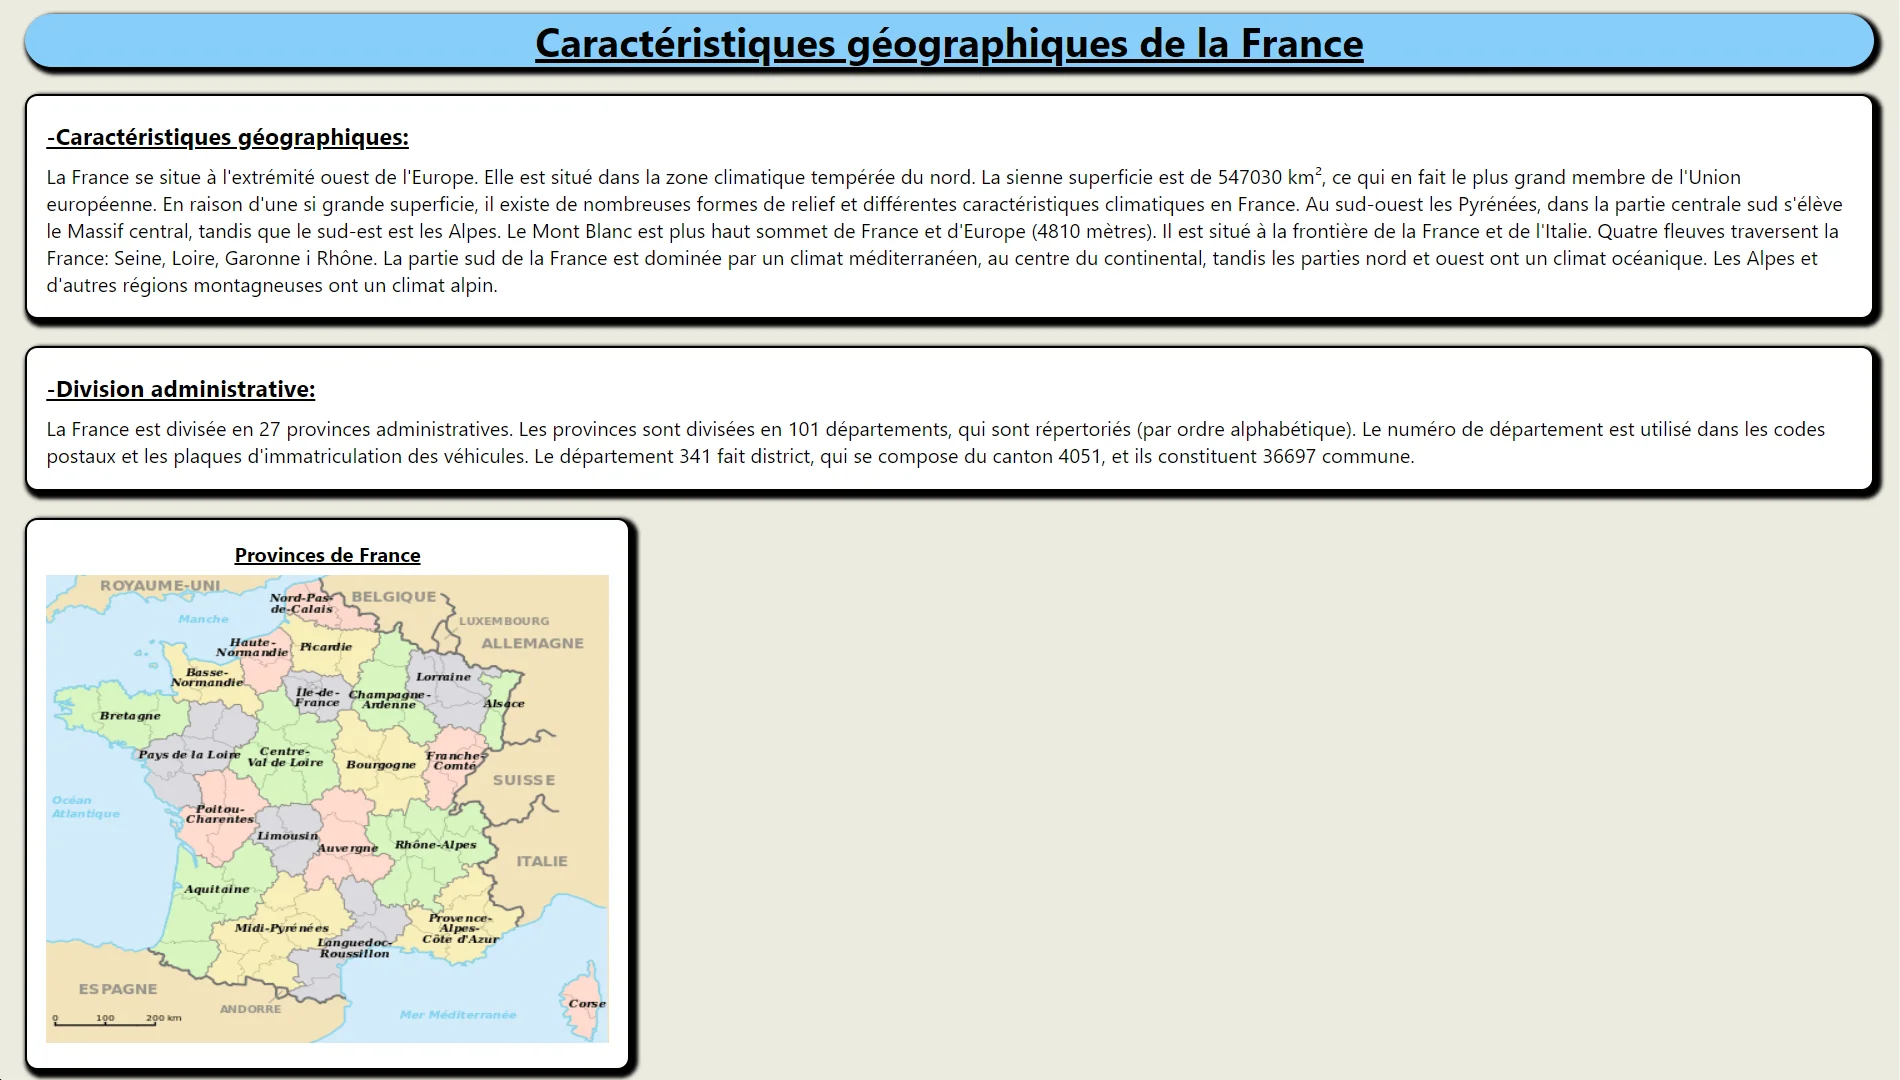 Caractéristiques géographiques de la France
-Caractéristiques géographiques:
La France se situe à l'extrémité ouest de l'Europe. Elle est situé dans la zone climatique tempérée du nord. La sienne superficie est de 547030 km², ce qui en fait le plus grand membre de l'Union
européenne. En raison d'une si grande superficie, il existe de nombreuses formes de relief et différentes caractéristiques climatiques en France. Au sud-ouest les Pyrénées, dans la partie centrale sud s'élève
le Massif central, tandis que le sud-est est les Alpes. Le Mont Blanc est plus haut sommet de France et d'Europe (4810 mètres). Il est situé à la frontière de la France et de l'Italie. Quatre fleuves traversent la
France: Seine, Loire, Garonne i Rhône. La partie sud de la France est dominée par un climat méditerranéen, au centre du continental, tandis les parties nord et ouest ont un climat océanique. Les Alpes et
d'autres régions montagneuses ont un climat alpin.
-Division administrative:
La France est divisée en 27 provinces administratives. Les provinces sont divisées en 101 départements, qui sont répertoriés (par ordre alphabétique). Le numéro de département est utilisé dans les codes
postaux et les plaques d'immatriculation des véhicules. Le département 341 fait district, qui se compose du canton 4051, et ils constituent 36697 commune.
Provinces de France
ROYAUME-UNI
Nord-Pas-
de-Calais
BELGIQUE
Manche
LUXEMBOURG
ALLEMAGNE
Haute-
Normandie
Picardie
Basse-
Normandie
Lorraine
Île-de-
France
Champagne-
Ardenne
Alsace
Bretagne
Pays de la Loire
Centre-
Val de Loire
Bourgogne
Franche-
Comté
SUISSE
Océan
Atlantique
Poitou-
Charentes
Limousin
Auvergne
Rhône-Alpes
ITALIE
Aquitaine
Midi-Pyrénées
Languedoc-
Roussillon
Provence-
Alpes-
Côte d'Azur
ESPAGNE
ANDORRE
Mer Méditerranée
Corse
0 100 200 km